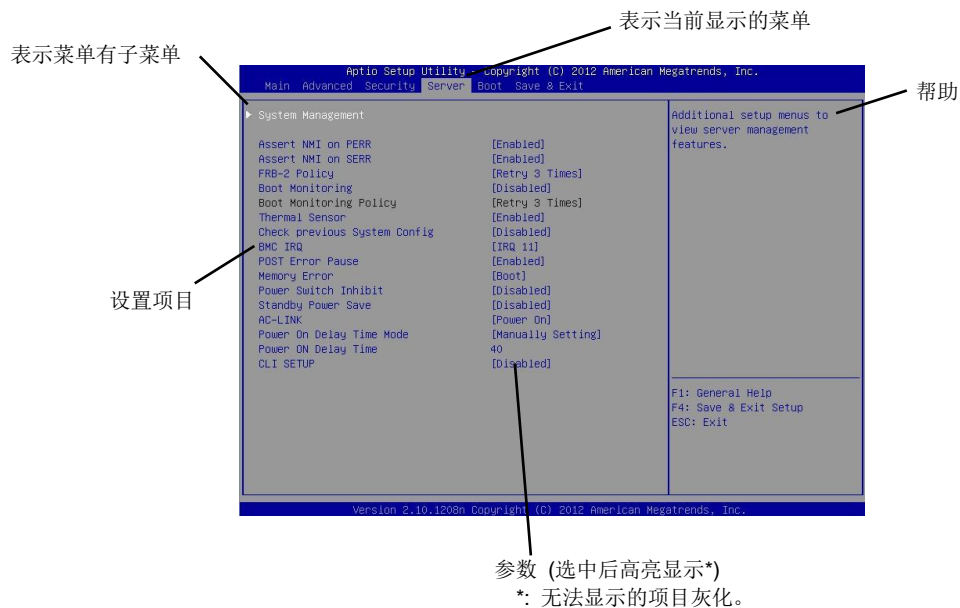 表示当前显示的菜单
表示菜单有子菜单
Aptio Setup Utility - Copyright (C) 2012 American Megatrends, Inc.
Main Advanced Security Server Boot Save & Exit
帮助
System Management
Additional setup menus to
view server management
features.
Assert NMI on PERR [Enabled]
Assert NMI on SERR [Enabled]
FRB-2 Policy [Retry 3 Times]
Boot Monitoring [Disabled]
Boot Monitoring Policy [Retry 3 Times]
Thermal Sensor [Enabled]
Check previous System Config [Disabled]
BMC IRQ [IRQ 11]
POST Error Pause [Enabled]
Memory Error [Boot]
Power Switch Inhibit [Disabled]
Standby Power Save [Disabled]
AC-LINK [Power On]
Power On Delay Time Mode [Manually Setting]
Power ON Delay Time 40
CLI SETUP [Disabled]
设置项目
F1: General Help
F4: Save & Exit Setup
ESC: Exit
Version 2.10.1208n Copyright (C) 2012 American Megatrends, Inc.
参数 (选中后高亮显示*)
*: 无法显示的项目灰化。